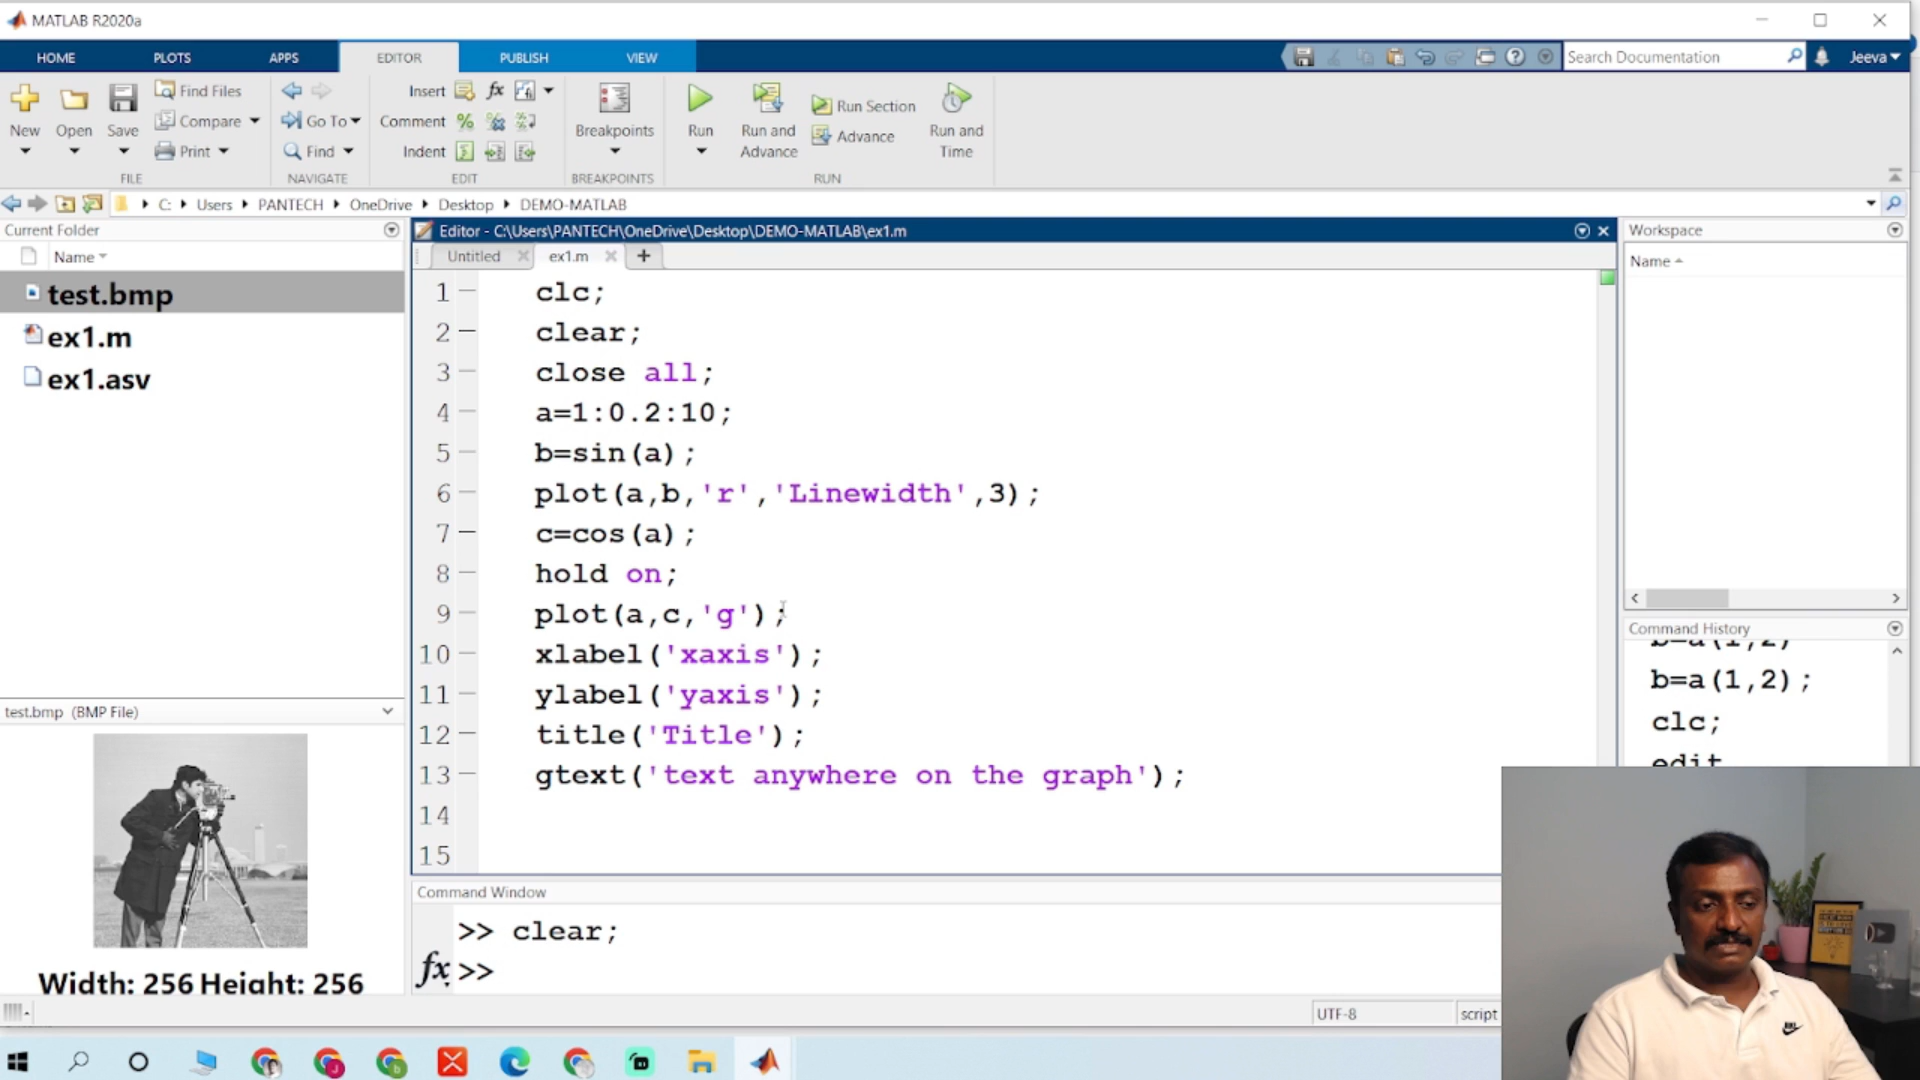 MATLAB R2020a
HOME PLOTS APPS EDITOR PUBLISH VIEW
Search Documentation
Jeeva
New
Open
Save
Find Files
Compare
Print
FILE
Go To
Find
NAVIGATE
Insert
fx
Comment
Indent
EDIT
Breakpoints
BREAKPOINTS
Run
Run and Advance
Run Section
Advance
Run and Time
RUN
C: Users PANTECH OneDrive Desktop DEMO-MATLAB
Current Folder
Name
test.bmp
ex1.m
ex1.asv
test.bmp (BMP File)
Width: 256 Height: 256
Editor - C:\Users\PANTECH\OneDrive\Desktop\DEMO-MATLAB\ex1.m
Untitled ex1.m +
1 clc;
2 clear;
3 close all;
4 a=1:0.2:10;
5 b=sin(a);
6 plot(a,b,'r','Linewidth',3);
7 c=cos(a);
8 hold on;
9 plot(a,c,'g');
10 xlabel('xaxis');
11 ylabel('yaxis');
12 title('Title');
13 gtext('text anywhere on the graph');
14
15
Command Window
>> clear;
fx >>
Workspace
Name
Command History
b=a(1,2)
b=a(1,2);
clc;
edit
UTF-8 script